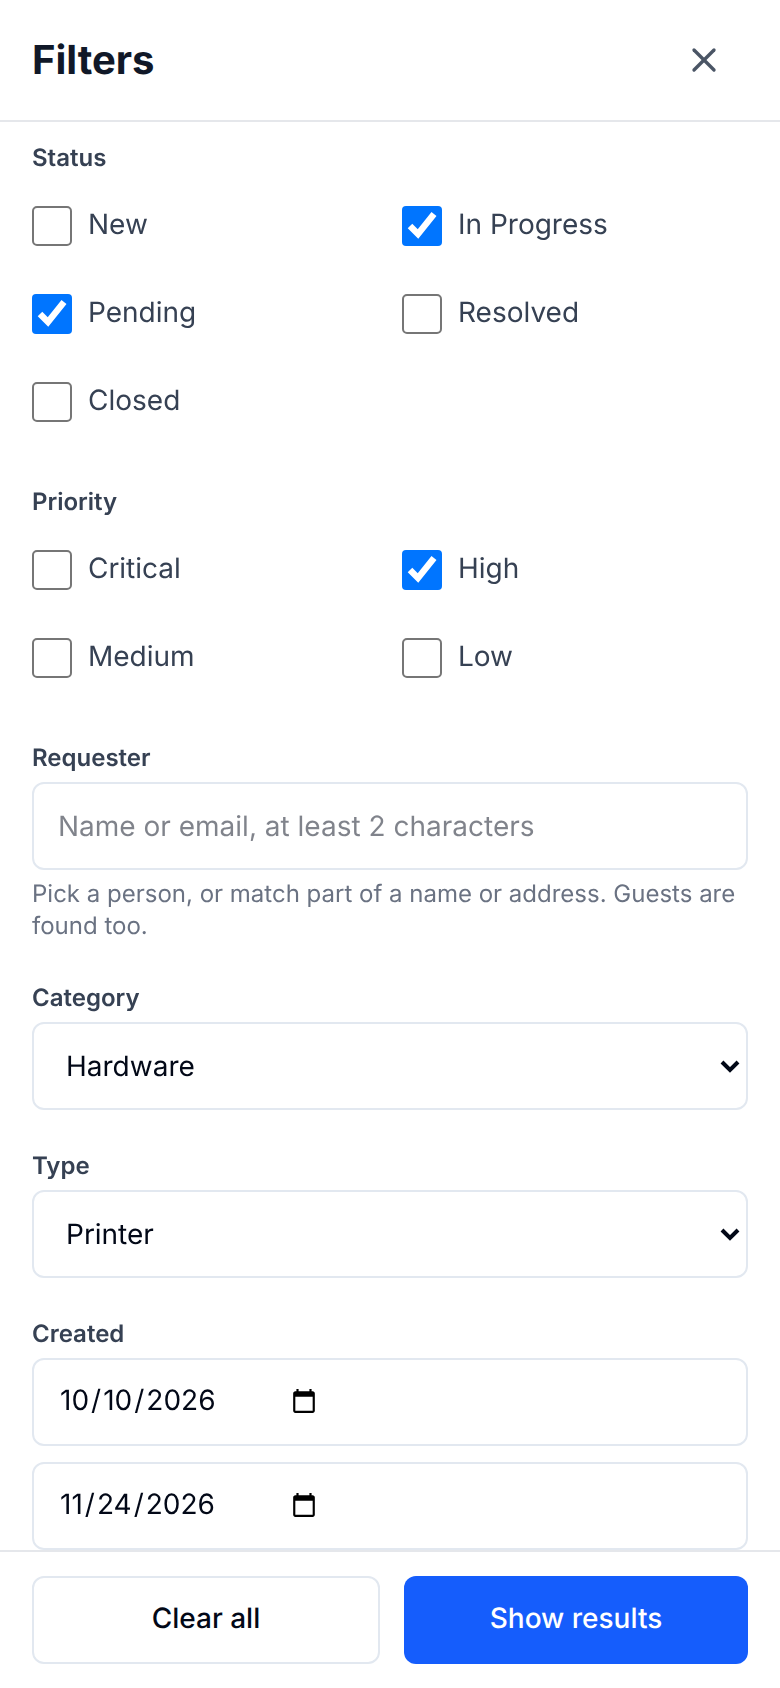 Filters
Status
New
In Progress
Pending
Resolved
Closed
Priority
Critical
High
Medium
Low
Requester
Name or email, at least 2 characters
Pick a person, or match part of a name or address. Guests are
found too.
Category
Hardware
Type
Printer
Created
10/10/2026
11/24/2026
Clear all
Show results